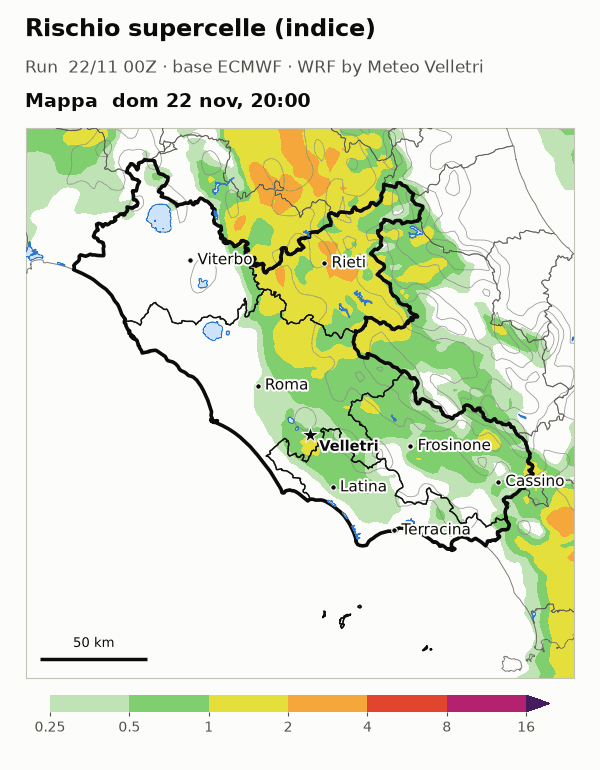 Rischio supercelle (indice)
Run  22/11 00Z · base ECMWF · WRF by Meteo Velletri
Mappa  dom 22 nov, 20:00
Viterbo
Rieti
Roma
Velletri
Frosinone
Latina
Cassino
Terracina
50 km
0.25 0.5 1 2 4 8 16